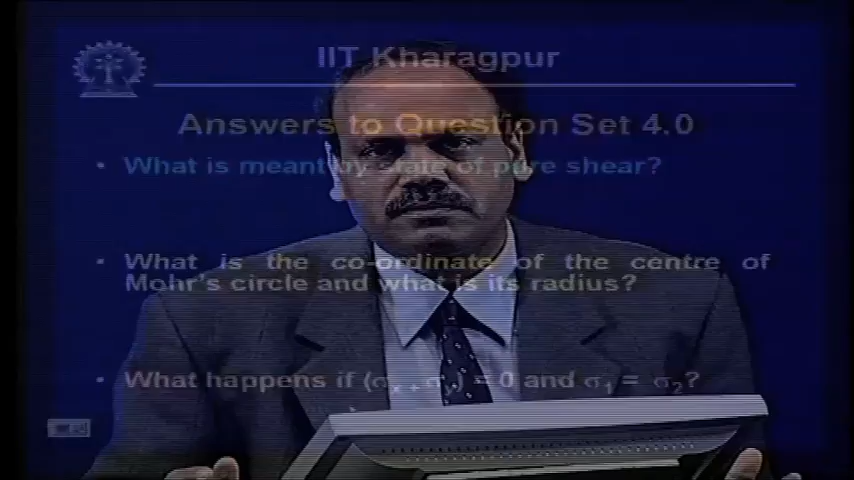 IIT Kharagpur
Answers to Question Set 4.0
• What is meant by state of pure shear?
• What is the co-ordinate of the centre of
Mohr's circle and what is its radius?
• What happens if (σx + σy) = 0 and σ1 = σ2?